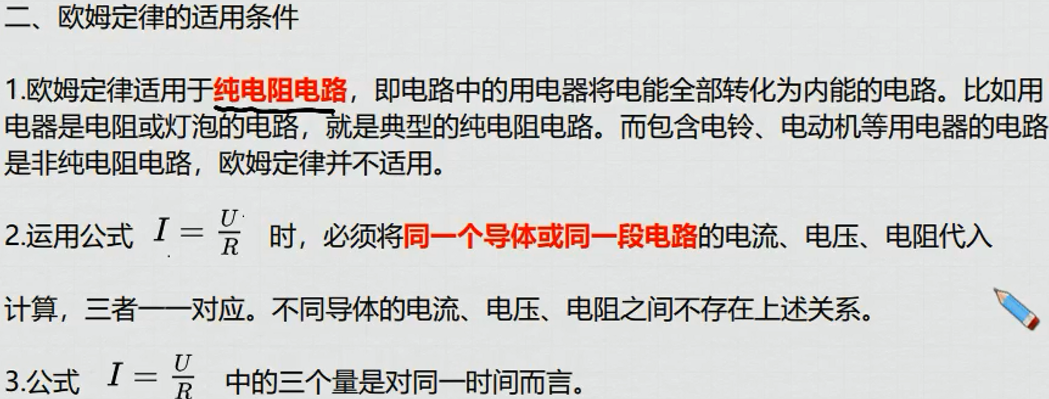 二、欧姆定律的适用条件
1.欧姆定律适用于纯电阻电路，即电路中的用电器将电能全部转化为内能的电路。比如用
电器是电阻或灯泡的电路，就是典型的纯电阻电路。而包含电铃、电动机等用电器的电路
是非纯电阻电路，欧姆定律并不适用。
2.运用公式 I = U/R 时，必须将同一个导体或同一段电路的电流、电压、电阻代入
计算，三者一一对应。不同导体的电流、电压、电阻之间不存在上述关系。
3.公式 I = U/R 中的三个量是对同一时间而言。